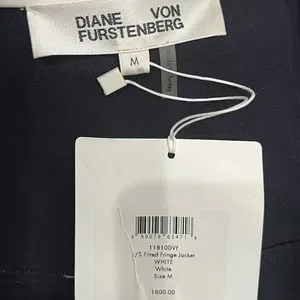 DIANE VON
FURSTENBERG
M
11810DVF
L/S Fitted Fringe Jacket
WHITE
White
Size M
1800.00